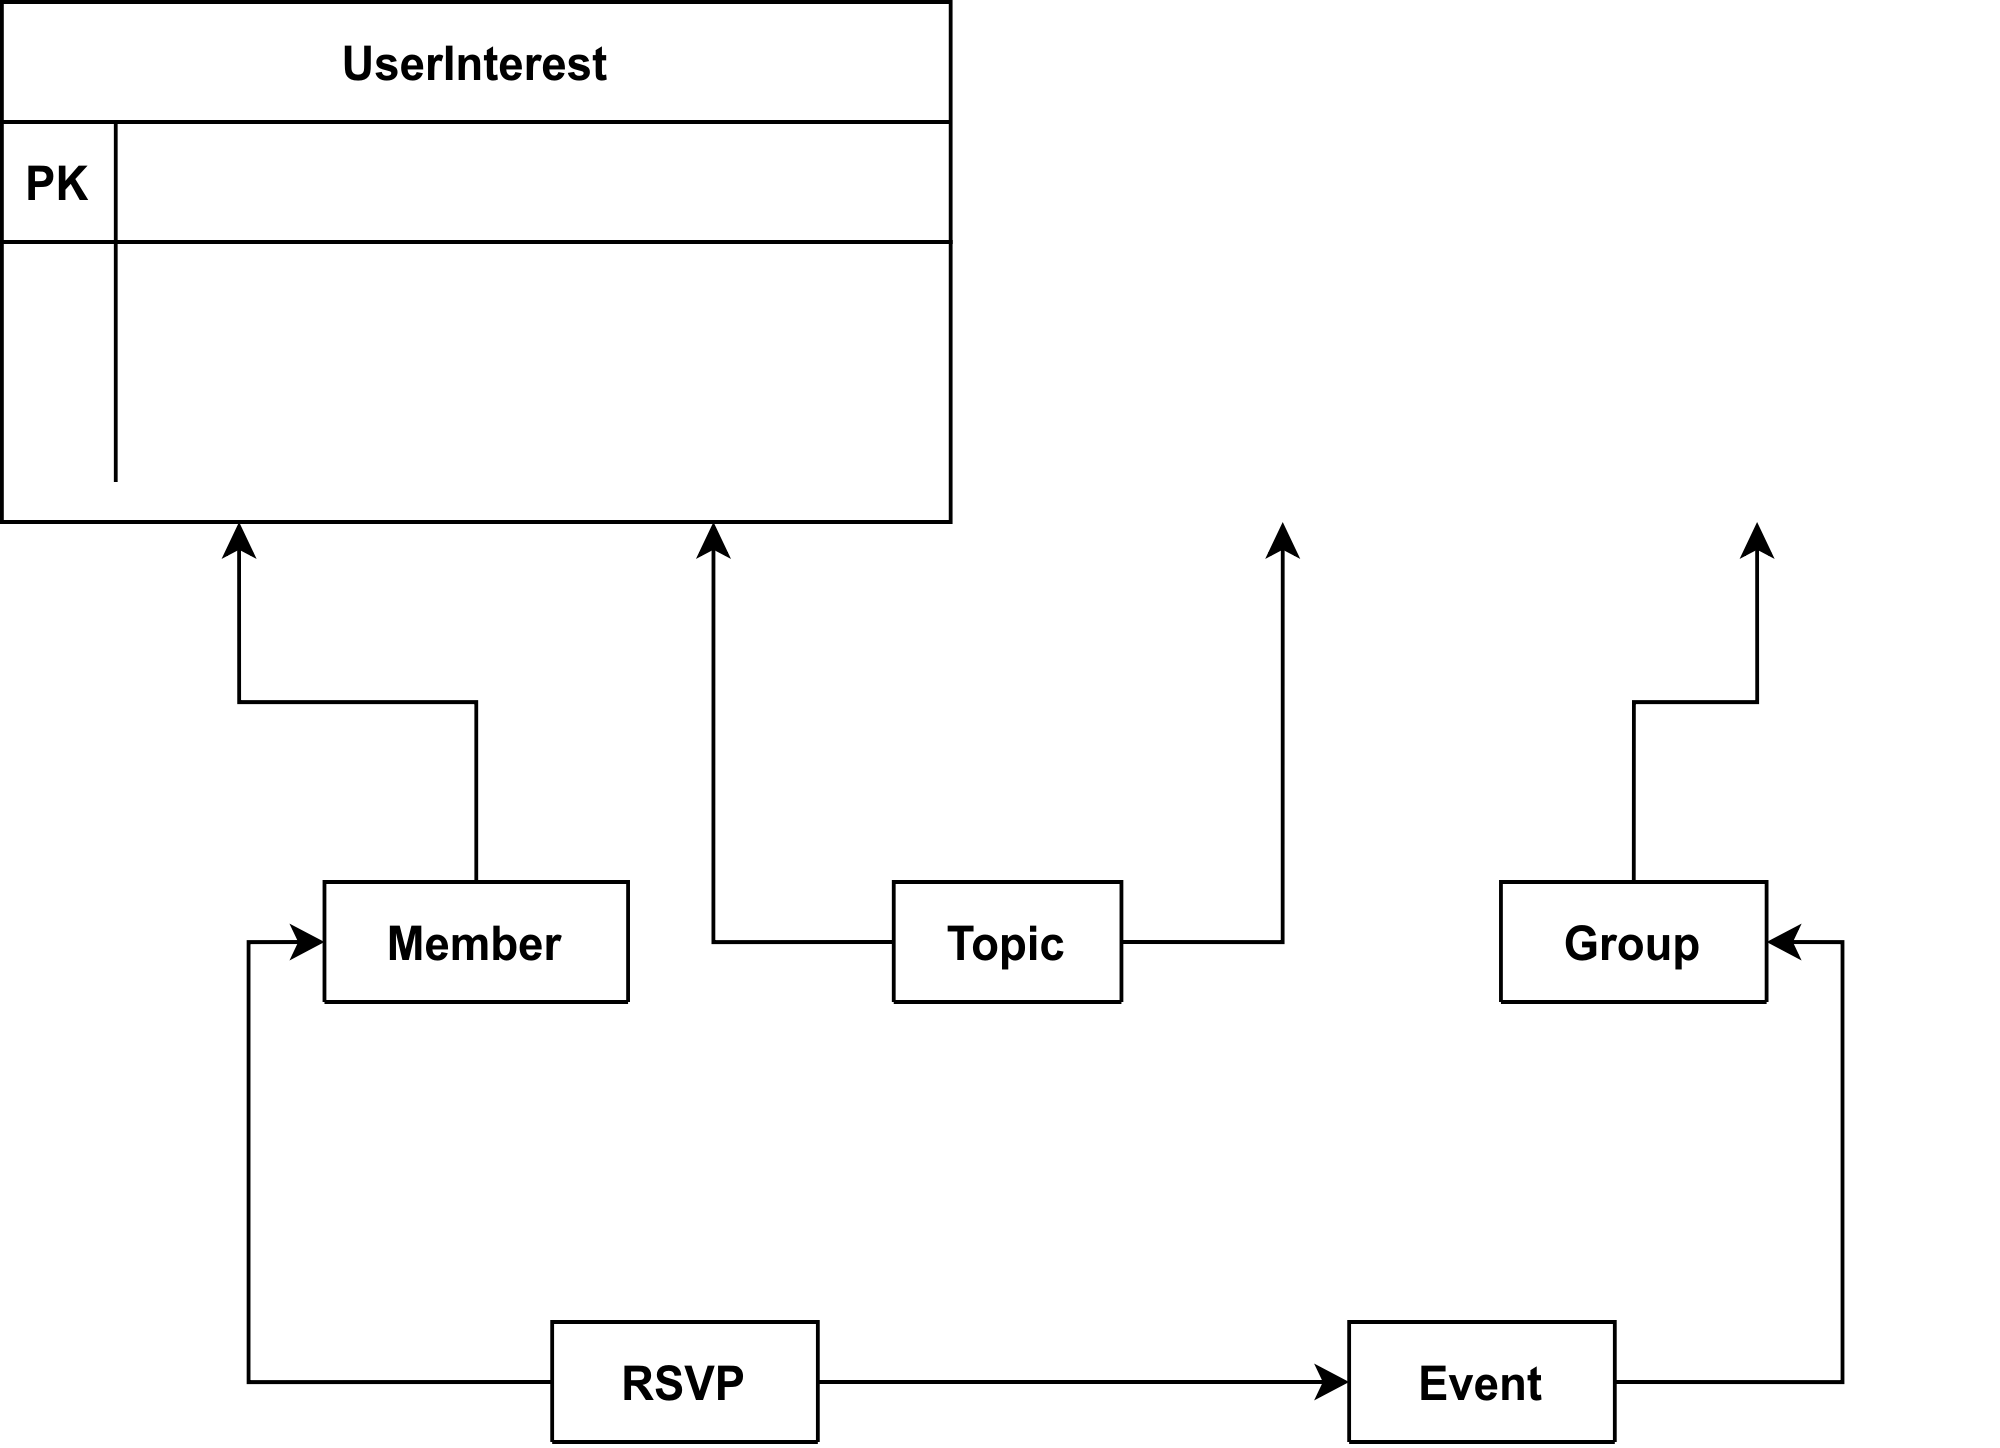 UserInterest
PK
Member
Topic
Group
RSVP
Event